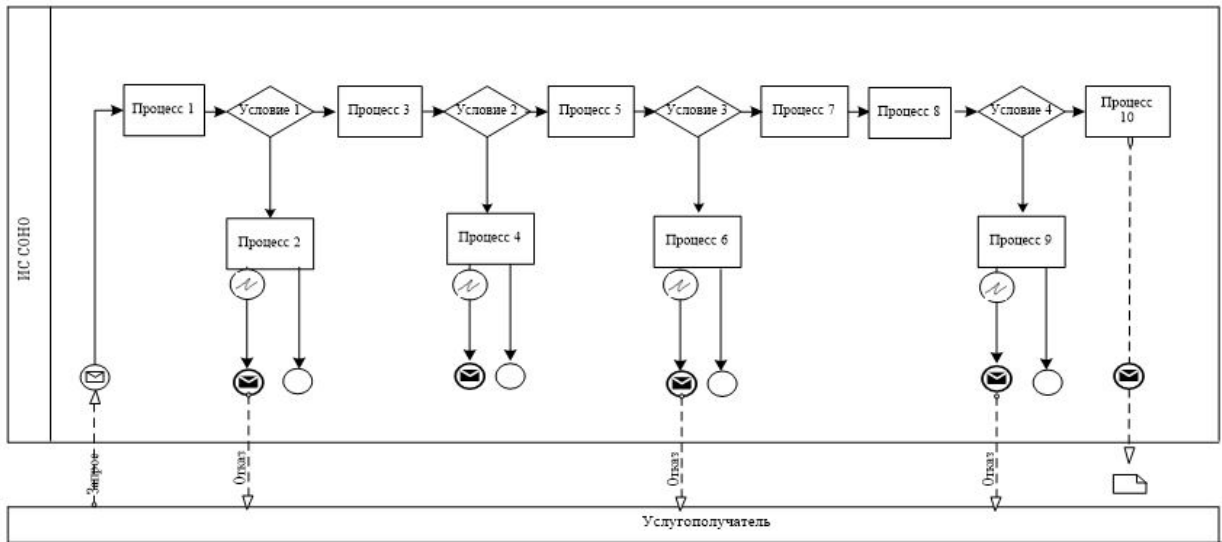 ИС СОНО
Процесс 1
Условие 1
Процесс 3
Условие 2
Процесс 5
Условие 3
Процесс 7
Процесс 8
Условие 4
Процесс
10
Процесс 2
Процесс 4
Процесс 6
Процесс 9
Запрос
Отказ
Отказ
Отказ
Услугополучатель